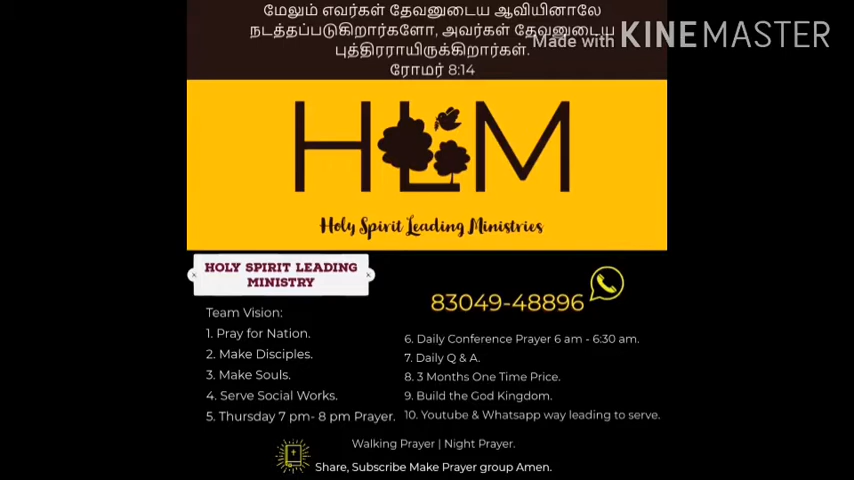 மேலும் எவர்கள் தேவனுடைய ஆவியினாலே
நடத்தப்படுகிறார்களோ, அவர்கள் தேவனுடைய
புத்திரராயிருக்கிறார்கள்.
ரோமர் 8:14
Made with KINEMASTER
HLM
Holy Spirit Leading Ministries
HOLY SPIRIT LEADING
MINISTRY
83049-48896
Team Vision:
1. Pray for Nation.
2. Make Disciples.
3. Make Souls.
4. Serve Social Works.
5. Thursday 7 pm- 8 pm Prayer.
6. Daily Conference Prayer 6 am - 6:30 am.
7. Daily Q & A.
8. 3 Months One Time Price.
9. Build the God Kingdom.
10. Youtube & Whatsapp way leading to serve.
Walking Prayer | Night Prayer.
Share, Subscribe Make Prayer group Amen.